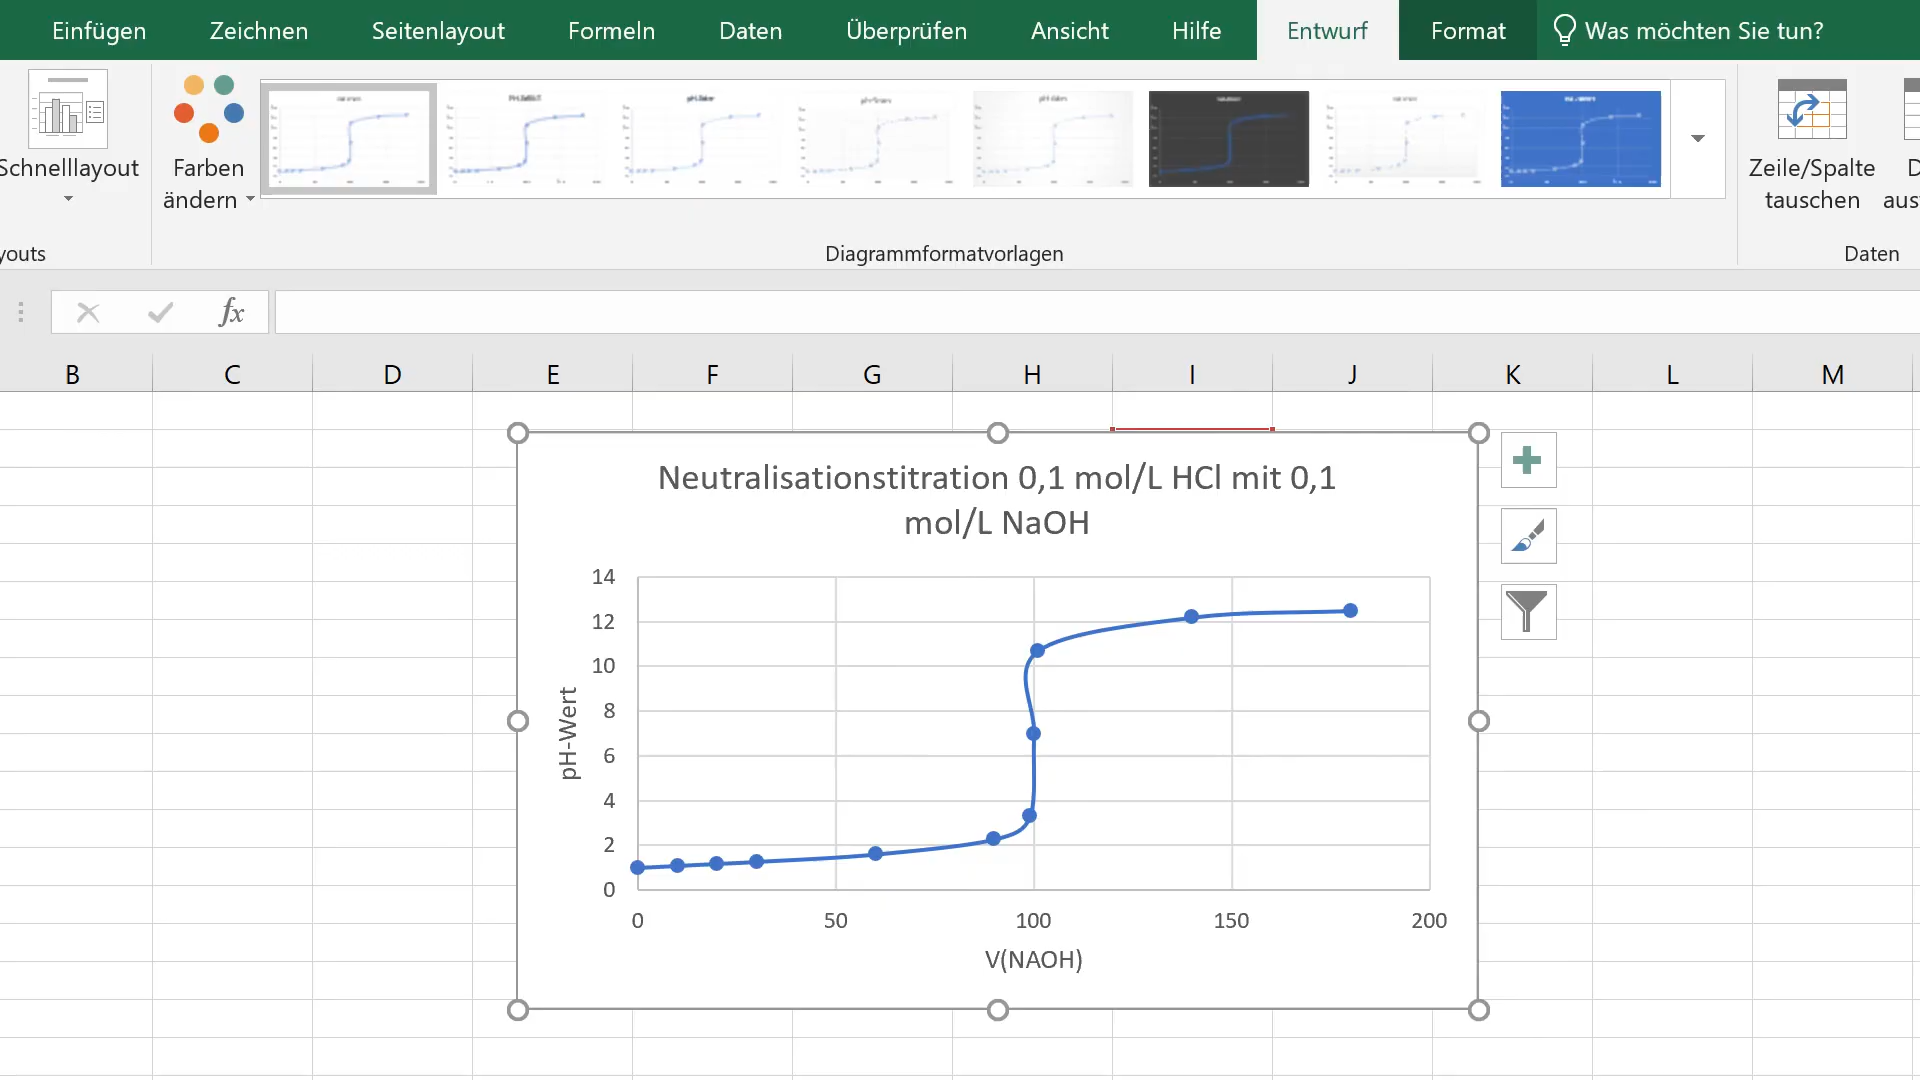 Einfügen Zeichnen Seitenlayout Formeln Daten Überprüfen Ansicht Hilfe Entwurf Format Was möchten Sie tun?
Schnelllayout
Farben
ändern
Zeile/Spalte
tauschen
Diagrammformatvorlagen
Daten
fx
B C D E F G H I J K L M
Neutralisationstitration 0,1 mol/L HCl mit 0,1
mol/L NaOH
14
12
10
8
6
4
2
0
pH-Wert
0 50 100 150 200
V(NAOH)